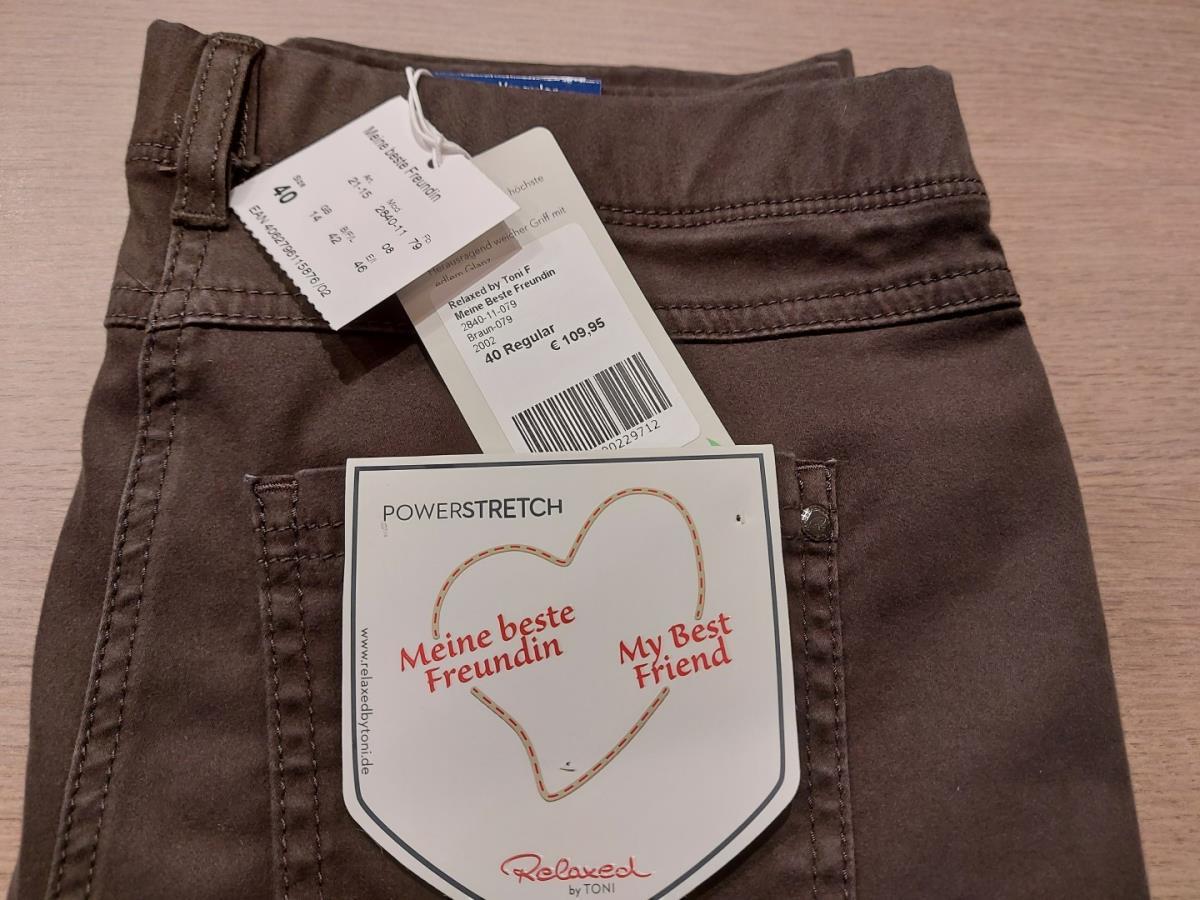 Meine beste Freundin
Art. Mod. Fb
21-15 2840-11 79
Size GB B/F/L E/I
40 14 42 46
08
EAN 4062796115876/02
höchste
Herausragend weicher Griff mit
edlem Glanz
Relaxed by Toni F
Meine Beste Freundin
2840-11-079
Braun-079
2002
40 Regular
€ 109,95
00229712
POWERSTRETCH
Meine beste
Freundin
My Best
Friend
www.relaxedbytoni.de
Relaxed
by TONI